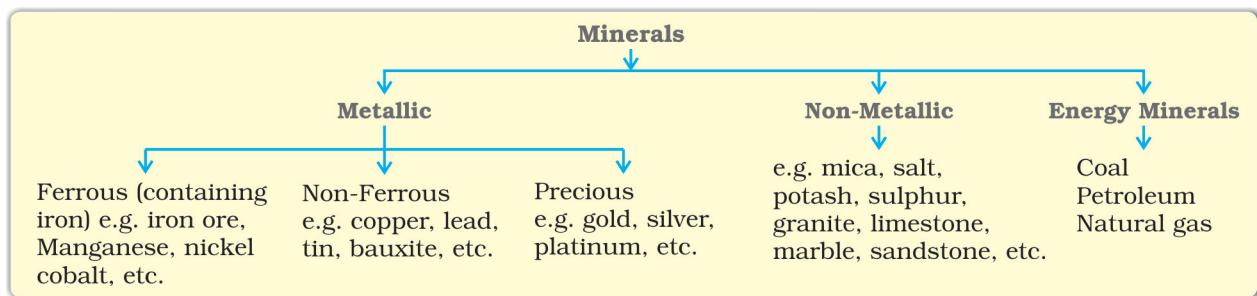 Minerals
Metallic
Non-Metallic
Energy Minerals
Ferrous (containing
iron) e.g. iron ore,
Manganese, nickel
cobalt, etc.
Non-Ferrous
e.g. copper, lead,
tin, bauxite, etc.
Precious
e.g. gold, silver,
platinum, etc.
e.g. mica, salt,
potash, sulphur,
granite, limestone,
marble, sandstone, etc.
Coal
Petroleum
Natural gas